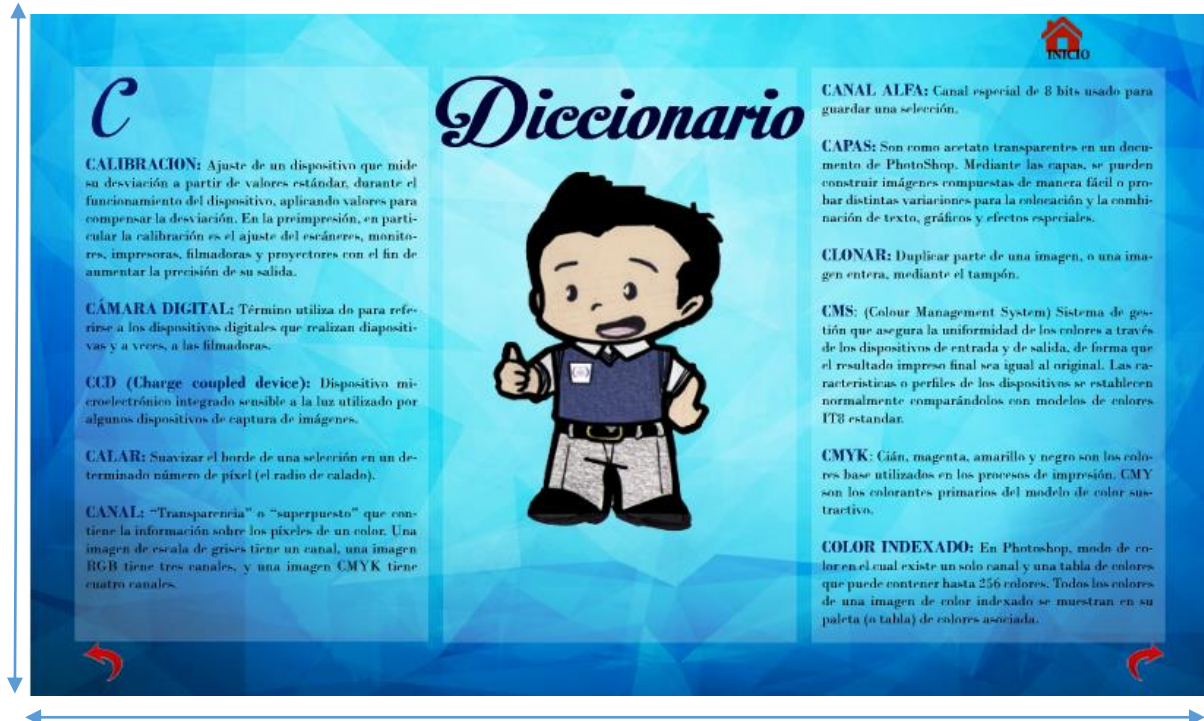 INICIO
C
CALIBRACION: Ajuste de un dispositivo que mide
su desviación a partir de valores estándar, durante el
funcionamiento del dispositivo, aplicando valores para
compensar la desviación. En la preimpresión, en parti-
cular la calibración es el ajuste del escáneres, monito-
res, impresoras, filmadoras y proyectores con el fin de
aumentar la precisión de su salida.
CÁMARA DIGITAL: Término utiliza do para refe-
rirse a los dispositivos digitales que realizan diapositi-
vas y a veces, a las filmadoras.
CCD (Charge coupled device): Dispositivo mi-
croelectrónico integrado sensible a la luz utilizado por
algunos dispositivos de captura de imágenes.
CALAR: Suavizar el borde de una selección en un de-
terminado número de píxel (el radio de calado).
CANAL: “Transparencia” o “superpuesto” que con-
tiene la información sobre los píxeles de un color. Una
imagen de escala de grises tiene un canal, una imagen
RGB tiene tres canales, y una imagen CMYK tiene
cuatro canales.
Diccionario
CANAL ALFA: Canal especial de 8 bits usado para
guardar una selección.
CAPAS: Son como acetato transparentes en un docu-
mento de PhotoShop. Mediante las capas, se pueden
construir imágenes compuestas de manera fácil o pro-
bar distintas variaciones para la colocación y la combi-
nación de texto, gráficos y efectos especiales.
CLONAR: Duplicar parte de una imagen, o una ima-
gen entera, mediante el tampón.
CMS: (Colour Management System) Sistema de ges-
tión que asegura la uniformidad de los colores a través
de los dispositivos de entrada y de salida, de forma que
el resultado impreso final sea igual al original. Las ca-
racteristicas o perfiles de los dispositivos se establecen
normalmente comparándolos con modelos de colores
IT8 estandar.
CMYK: Cián, magenta, amarillo y negro son los colo-
res base utilizados en los procesos de impresión. CMY
son los colorantes primarios del modelo de color sus-
tractivo.
COLOR INDEXADO: En Photoshop, modo de co-
lor en el cual existe un solo canal y una tabla de colores
que puede contener hasta 256 colores. Todos los colores
de una imagen de color indexado se muestran en su
paleta (o tabla) de colores asociada.